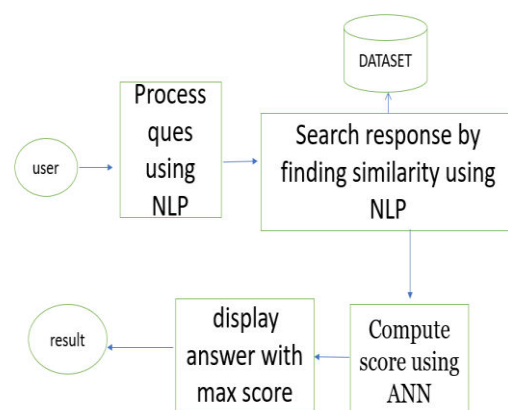 user
Process
ques
using
NLP
DATASET
Search response by
finding similarity using
NLP
Compute
score using
ANN
display
answer with
max score
result